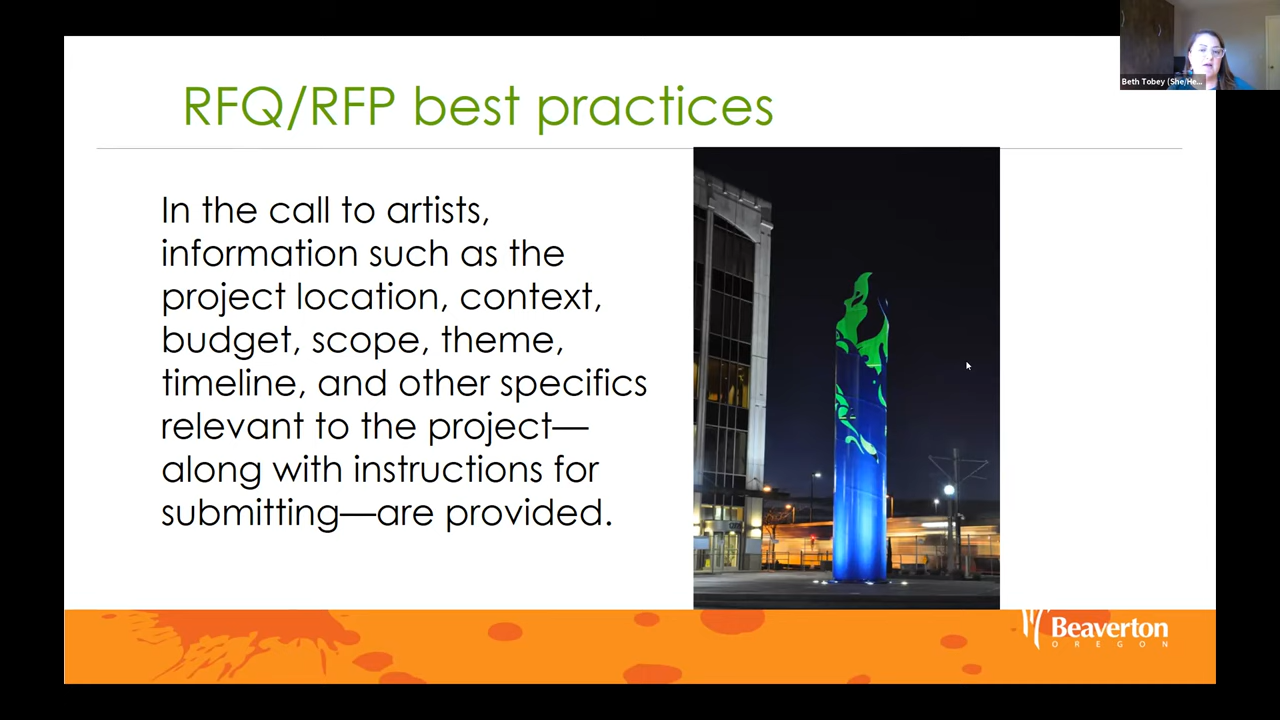 Beth Tobey (She/He...
RFQ/RFP best practices
In the call to artists,
information such as the
project location, context,
budget, scope, theme,
timeline, and other specifics
relevant to the project—
along with instructions for
submitting—are provided.
Beaverton
OREGON